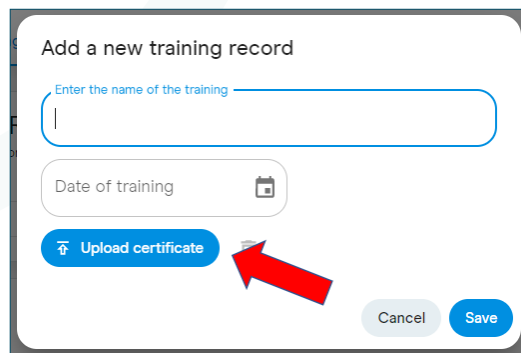 Add a new training record
Enter the name of the training
Date of training
Upload certificate
Cancel
Save